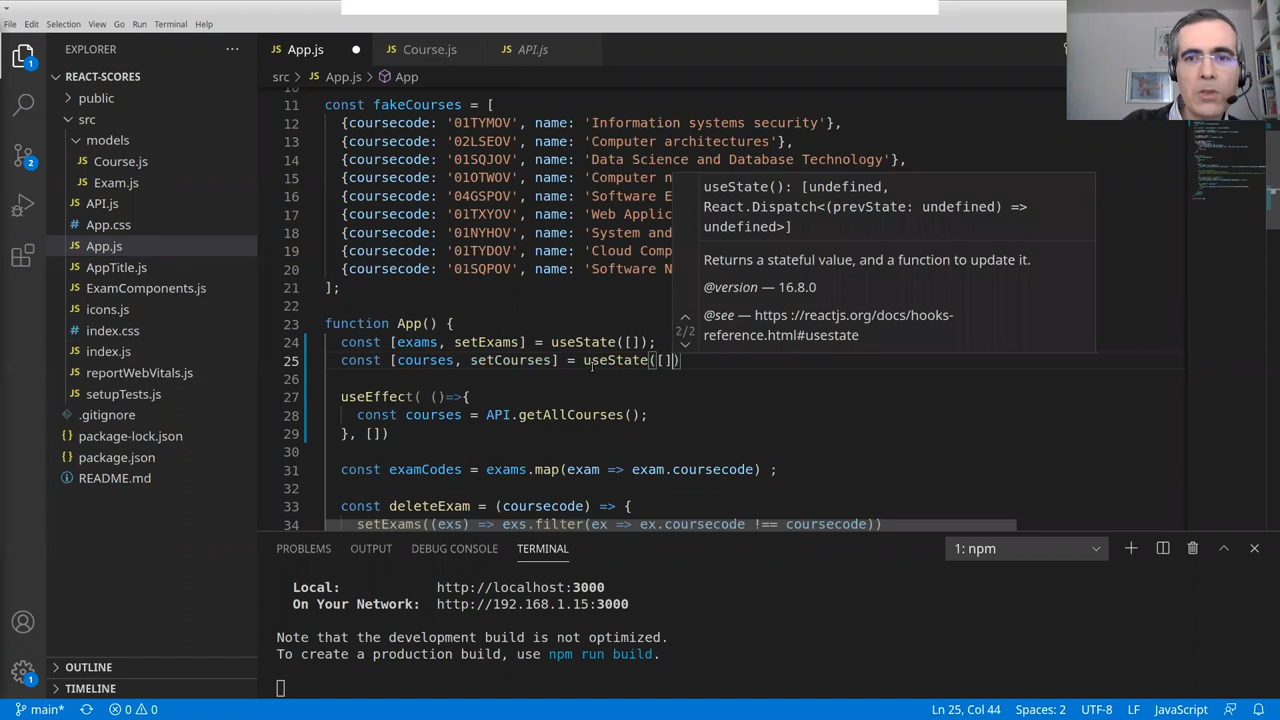 File Edit Selection View Go Run Terminal Help
EXPLORER
REACT-SCORES
public
src
models
Course.js
Exam.js
API.js
App.css
App.js
AppTitle.js
ExamComponents.js
icons.js
index.css
index.js
reportWebVitals.js
setupTests.js
.gitignore
package-lock.json
package.json
README.md
OUTLINE
TIMELINE
App.js Course.js API.js
src > App.js > App
11 const fakeCourses = [
12 {coursecode: '01TYMOV', name: 'Information systems security'},
13 {coursecode: '02LSEOV', name: 'Computer architectures'},
14 {coursecode: '01SQJOV', name: 'Data Science and Database Technology'},
15 {coursecode: '01OTWOV', name: 'Computer n
16 {coursecode: '04GSPOV', name: 'Software E
17 {coursecode: '01TXYOV', name: 'Web Applic
18 {coursecode: '01NYHOV', name: 'System and
19 {coursecode: '01TYDOV', name: 'Cloud Comp
20 {coursecode: '01SQPOV', name: 'Software N
21 ];
22
23 function App() {
24 const [exams, setExams] = useState([]);
25 const [courses, setCourses] = useState([])
26
27 useEffect( ()=>{
28 const courses = API.getAllCourses();
29 }, [])
30
31 const examCodes = exams.map(exam => exam.coursecode) ;
32
33 const deleteExam = (coursecode) => {
34 setExams((exs) => exs.filter(ex => ex.coursecode !== coursecode))
useState(): [undefined,
React.Dispatch<(prevState: undefined) =>
undefined>]
Returns a stateful value, and a function to update it.
@version — 16.8.0
@see — https ://reactjs.org/docs/hooks-
reference.html#usestate
2/2
PROBLEMS OUTPUT DEBUG CONSOLE TERMINAL 1: npm
Local: http://localhost:3000
On Your Network: http://192.168.1.15:3000
Note that the development build is not optimized.
To create a production build, use npm run build.
1
2
1
main* 0 0 Ln 25, Col 44 Spaces: 2 UTF-8 LF JavaScript